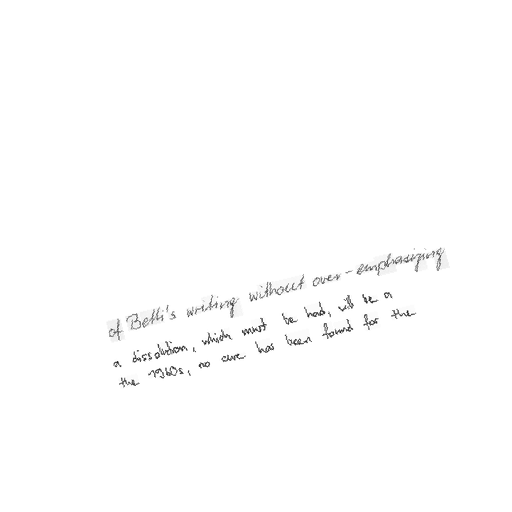 of Betti's writing without over-emphasizing
a dissolution, which must be had, will be a
the 1960s, no cure has been found for the